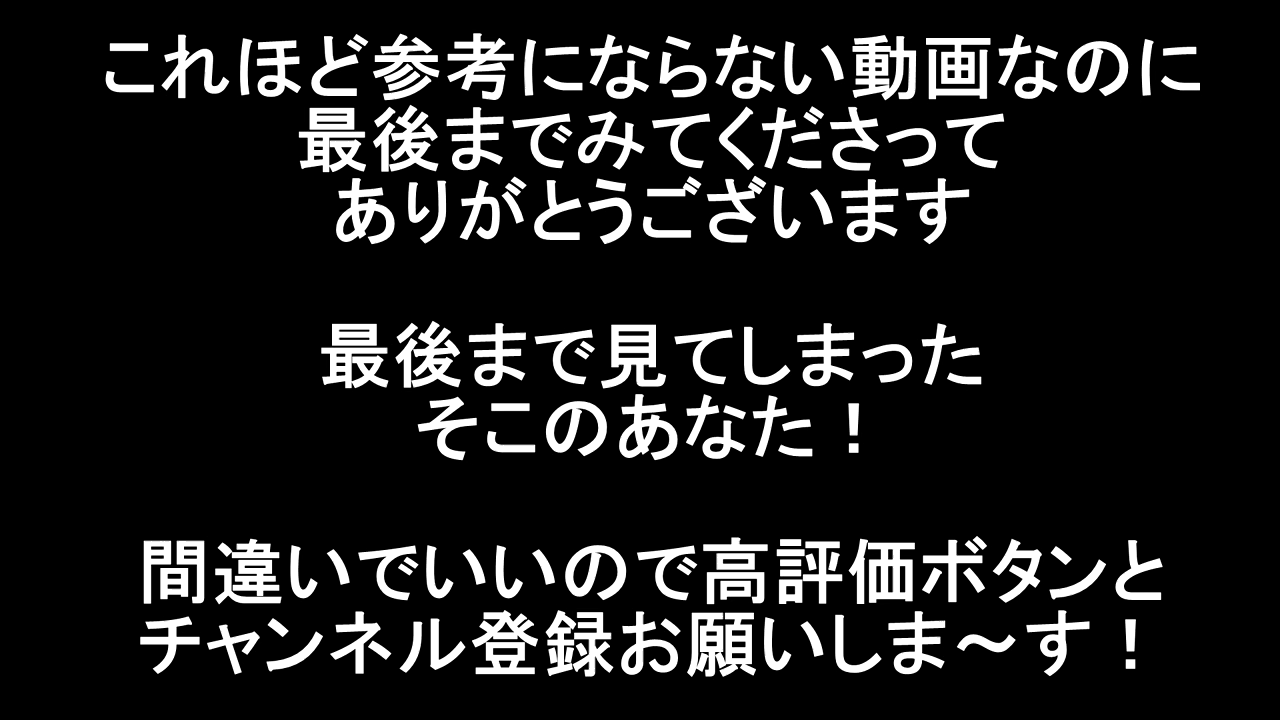 これほど参考にならない動画なのに
最後までみてくださって
ありがとうございます
最後まで見てしまった
そこのあなた！
間違いでいいので高評価ボタンと
チャンネル登録お願いしま～す！